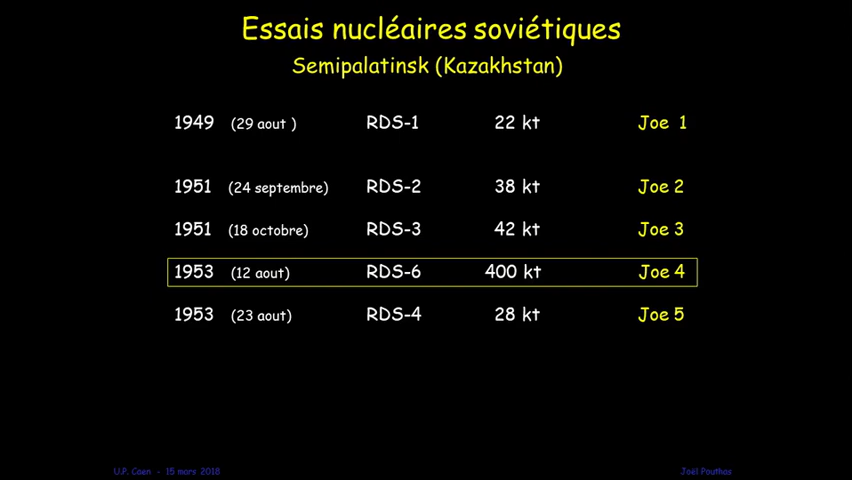 Essais nucléaires soviétiques
Semipalatinsk (Kazakhstan)
1949 (29 aout ) RDS-1 22 kt Joe 1
1951 (24 septembre) RDS-2 38 kt Joe 2
1951 (18 octobre) RDS-3 42 kt Joe 3
1953 (12 aout) RDS-6 400 kt Joe 4
1953 (23 aout) RDS-4 28 kt Joe 5
U.P. Caen - 15 mars 2018 Joël Pouthas